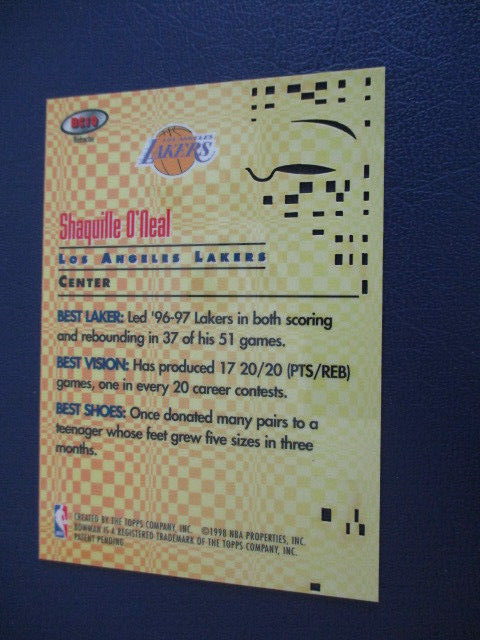 BC10
Refractor
LOS ANGELES
LAKERS
Shaquille O'Neal
LOS ANGELES LAKERS
CENTER
BEST LAKER: Led '96-97 Lakers in both scoring
and rebounding in 37 of his 51 games.
BEST VISION: Has produced 17 20/20 (PTS/REB)
games, one in every 20 career contests.
BEST SHOES: Once donated many pairs to a
teenager whose feet grew five sizes in three
months.
CREATED BY THE TOPPS COMPANY, INC. ©1998 NBA PROPERTIES, INC.
BOWMAN IS A REGISTERED TRADEMARK OF THE TOPPS COMPANY, INC.
PATENT PENDING